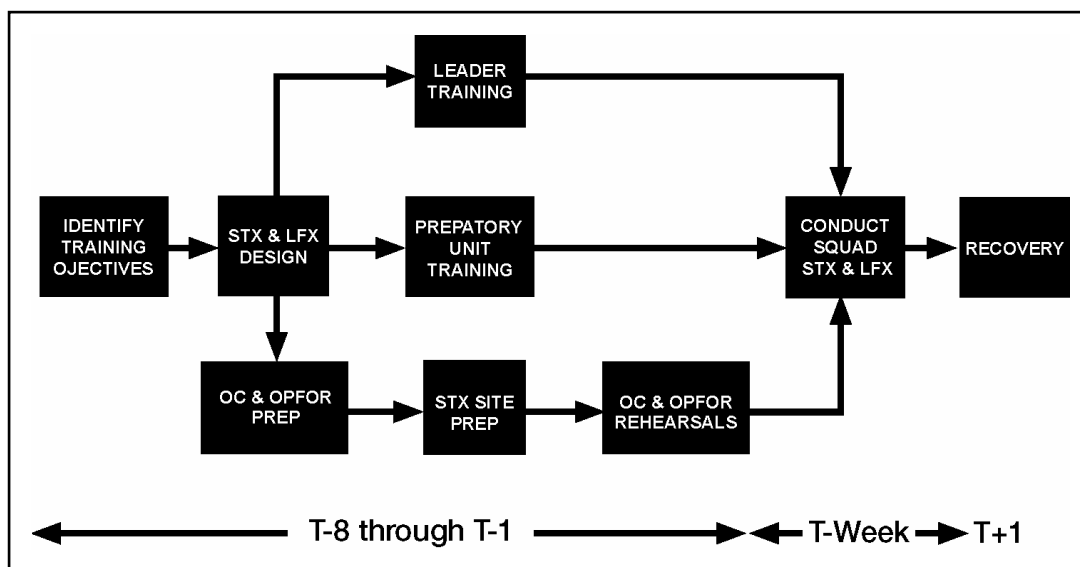 LEADER
TRAINING
IDENTIFY
TRAINING
OJECTIVES
STX & LFX
DESIGN
PREPATORY
UNIT
TRAINING
CONDUCT
SQUAD
STX & LFX
RECOVERY
OC & OPFOR
PREP
STX SITE
PREP
OC & OPFOR
REHEARSALS
T-8 through T-1
T-Week
T+1